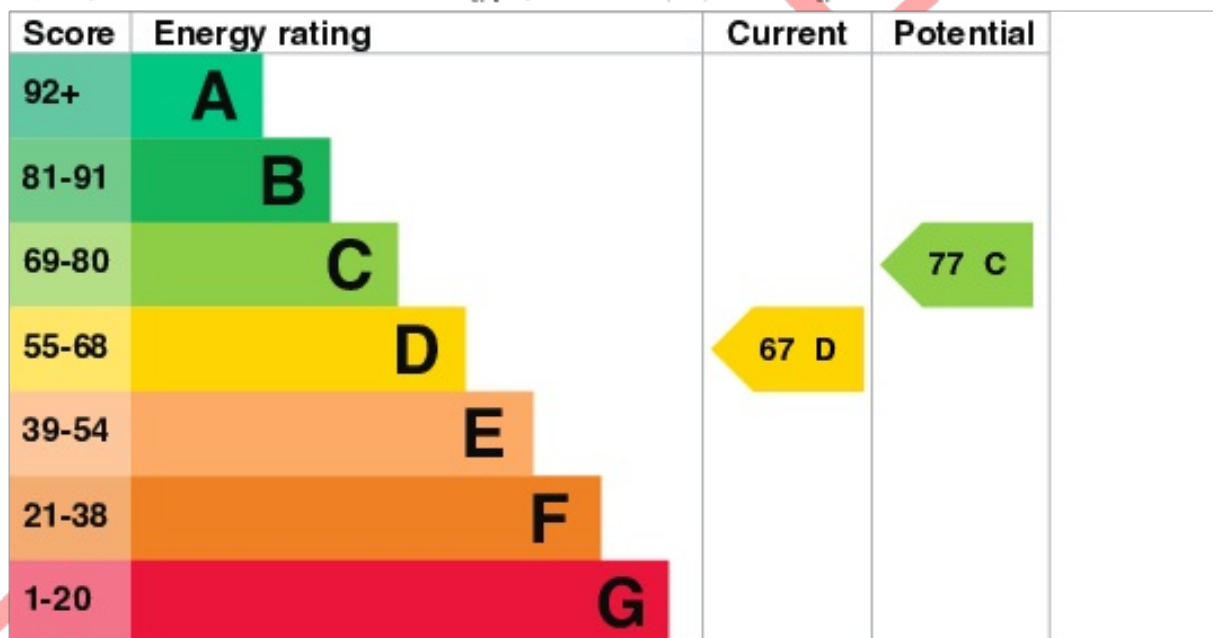 Score Energy rating Current Potential
92+ A
81-91 B
69-80 C 77 C
55-68 D 67 D
39-54 E
21-38 F
1-20 G